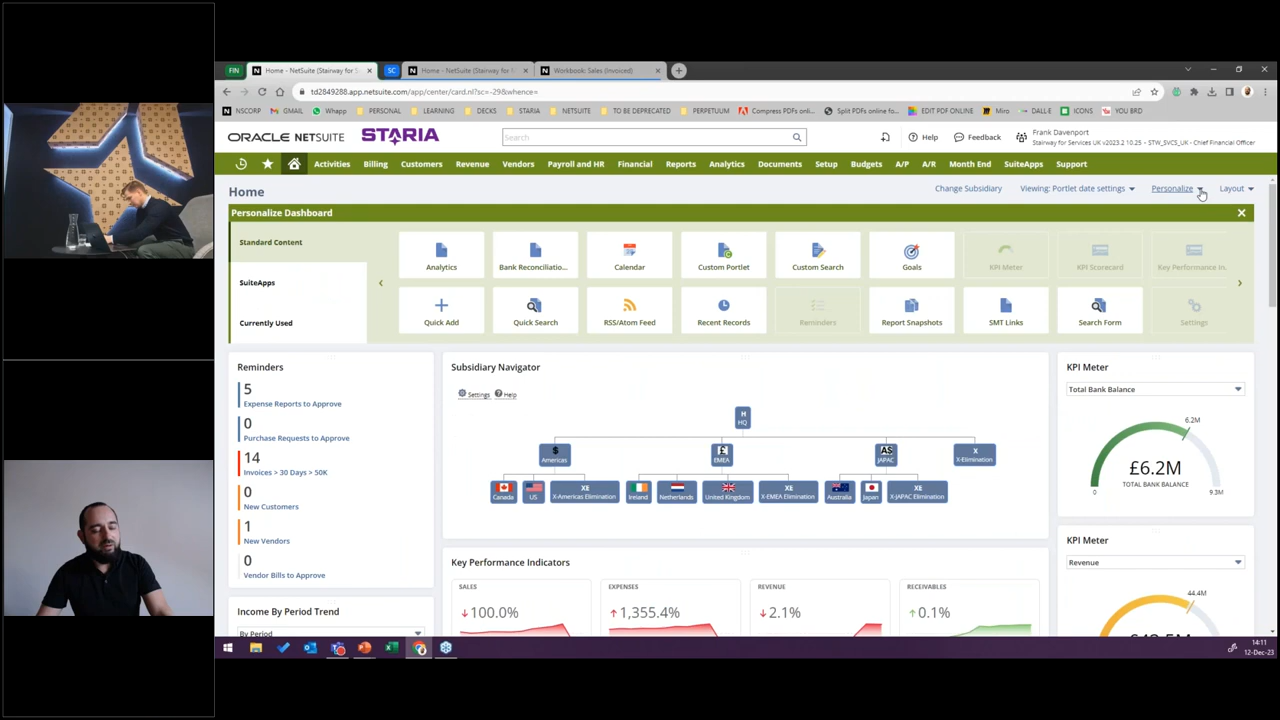 FIN
Home - NetSuite (Stairway for S
SC
Home - NetSuite (Stairway for M
Workbook: Sales (Invoiced)
td2849288.app.netsuite.com/app/center/card.nl?sc=-29&whence=
NSCORP
GMAIL
Whapp
PERSONAL
LEARNING
DECKS
STARIA
NETSUITE
TO BE DEPRECATED
PERPETUUM
Compress PDFs onl...
Split PDFs online fo...
EDIT PDF ONLINE
Miro
DALL·E
ICONS
YOU BRD
ORACLE NETSUITE
STARIA
Search
Help
Feedback
Frank Davenport
Stairway for Services UK v2023.2 10.25 - STW_SVCS_UK - Chief Financial Officer
Activities
Billing
Customers
Revenue
Vendors
Payroll and HR
Financial
Reports
Analytics
Documents
Setup
Budgets
A/P
A/R
Month End
SuiteApps
Support
Home
Change Subsidiary
Viewing: Portlet date settings
Personalize
Layout
Personalize Dashboard
Standard Content
SuiteApps
Currently Used
Analytics
Bank Reconciliatio...
Calendar
Custom Portlet
Custom Search
Goals
KPI Meter
KPI Scorecard
Key Performance In.
Quick Add
Quick Search
RSS/Atom Feed
Recent Records
Reminders
Report Snapshots
SMT Links
Search Form
Settings
Reminders
5
Expense Reports to Approve
0
Purchase Requests to Approve
14
Invoices > 30 Days > 50K
0
New Customers
1
New Vendors
0
Vendor Bills to Approve
Income By Period Trend
By Period
Subsidiary Navigator
Settings
Help
H
HQ
$
Americas
£
EMEA
AS
JAPAC
X
X-Elimination
Canada
US
XE
X-Americas Elimination
Ireland
Netherlands
United Kingdom
XE
X-EMEA Elimination
Australia
Japan
XE
X-JAPAC Elimination
Key Performance Indicators
SALES
↓100.0%
EXPENSES
↑1,355.4%
REVENUE
↓2.1%
RECEIVABLES
↑0.1%
KPI Meter
Total Bank Balance
6.2M
£6.2M
TOTAL BANK BALANCE
0
9.3M
KPI Meter
Revenue
44.4M
14:11
12-Dec-23